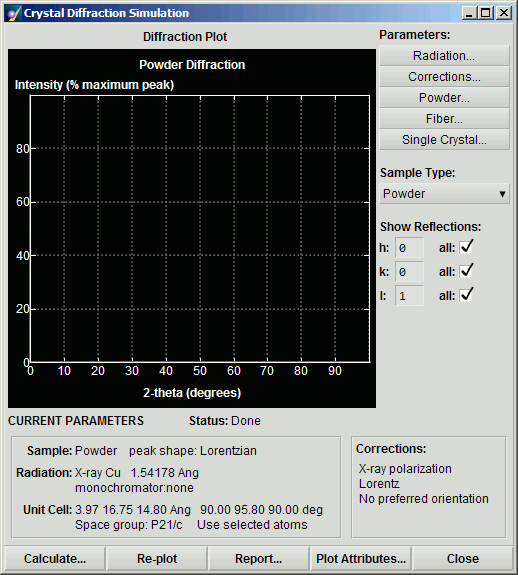 Crystal Diffraction Simulation
Diffraction Plot
Powder Diffraction
Intensity (% maximum peak)
80
60
40
20
0
0 10 20 30 40 50 60 70 80 90
2-theta (degrees)
Parameters:
Radiation...
Corrections...
Powder...
Fiber...
Single Crystal...
Sample Type:
Powder
Show Reflections:
h: 0 all:
k: 0 all:
l: 1 all:
CURRENT PARAMETERS Status: Done
Sample: Powder peak shape: Lorentzian
Radiation: X-ray Cu 1.54178 Ang
monochromator:none
Unit Cell: 3.97 16.75 14.80 Ang 90.00 95.80 90.00 deg
Space group: P21/c Use selected atoms
Corrections:
X-ray polarization
Lorentz
No preferred orientation
Calculate... Re-plot Report... Plot Attributes... Close